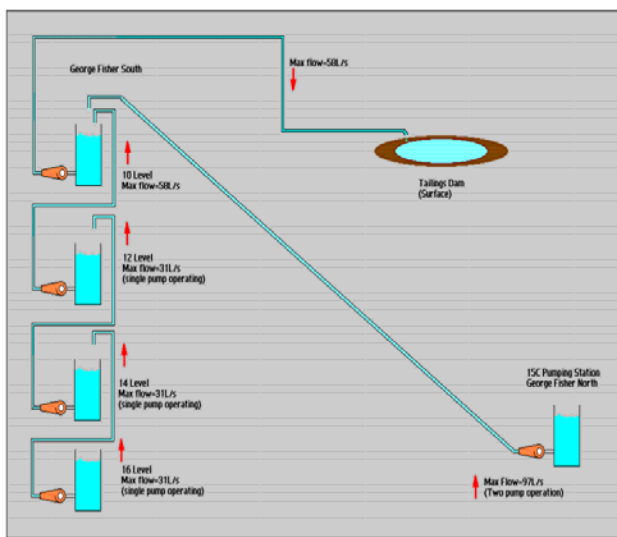 George Fisher South
Max flow=58L/s
10 Level
Max flow=58L/s
Tailings Dam
(Surface)
12 Level
Max flow=31L/s
(single pump operating)
14 Level
Max flow=31L/s
(single pump operating)
15C Pumping Station
George Fisher North
16 Level
Max flow=31L/s
(single pump operating)
Max Flow=97L/s
(Two pump operation)